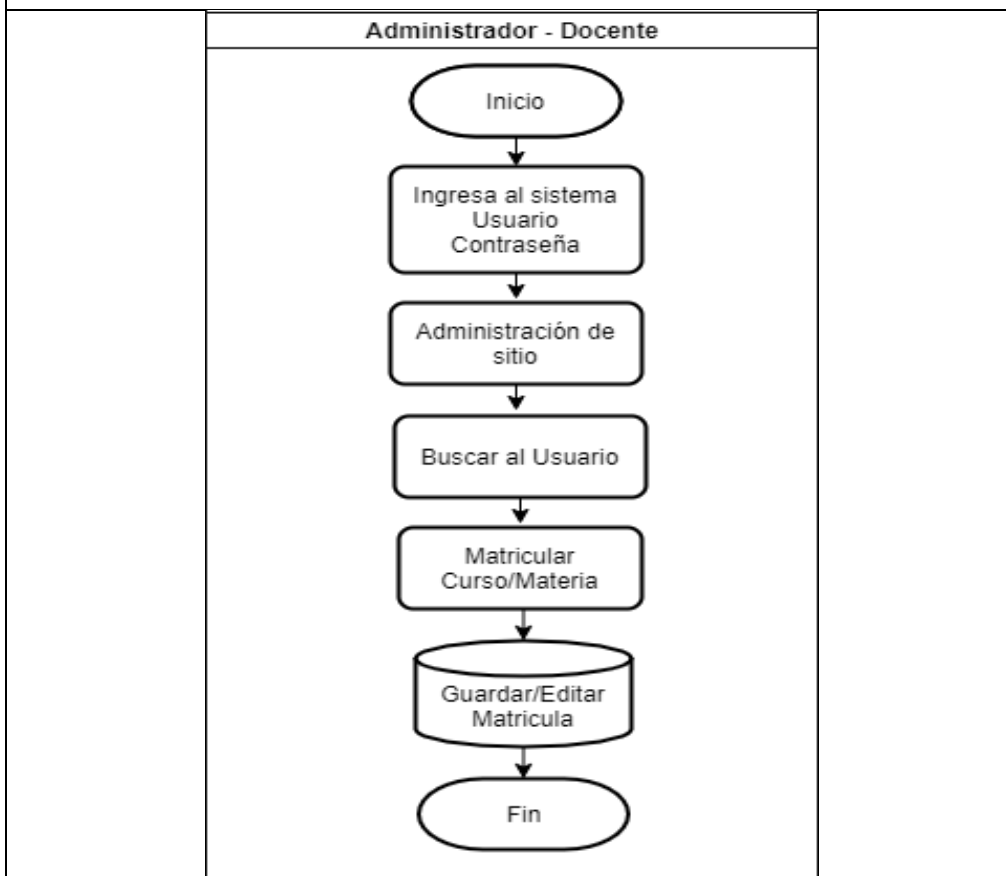 Administrador - Docente
Inicio
Ingresa al sistema
Usuario
Contraseña
Administración de
sitio
Buscar al Usuario
Matricular
Curso/Materia
Guardar/Editar
Matricula
Fin